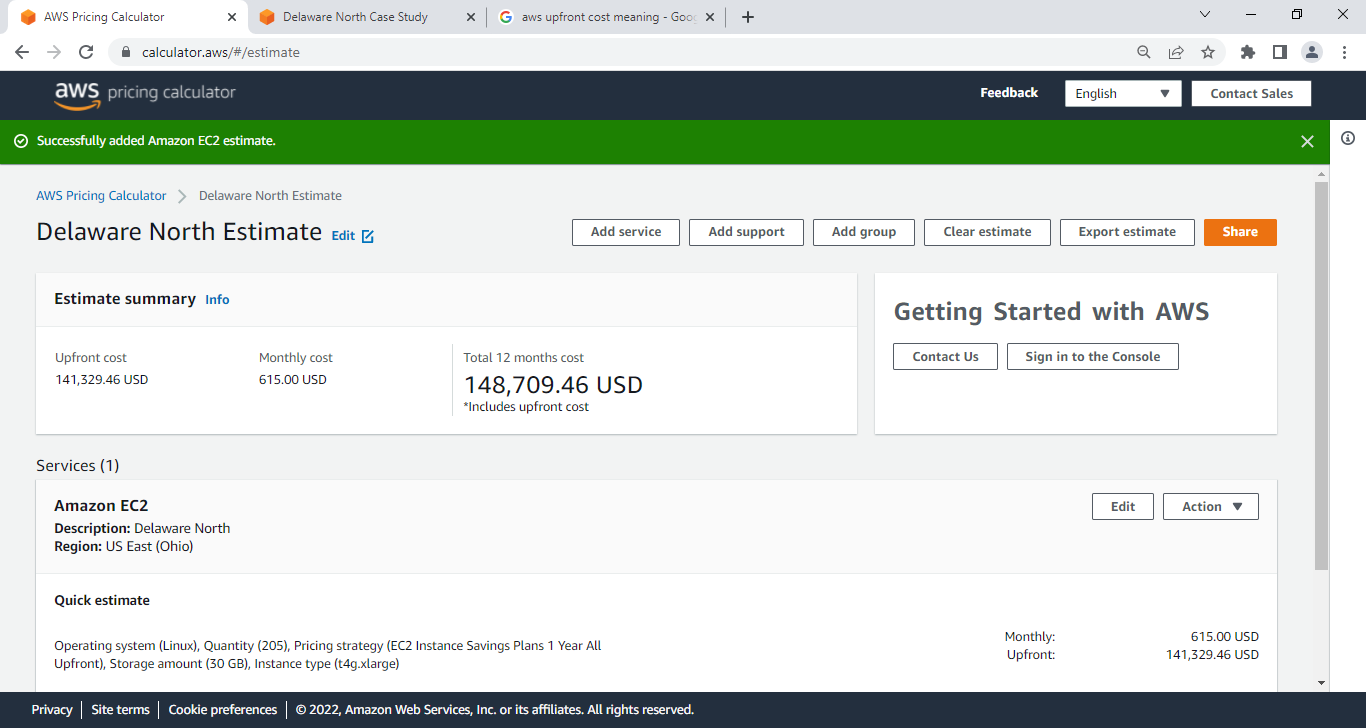 AWS Pricing Calculator
Delaware North Case Study
aws upfront cost meaning - Goo
calculator.aws/#/estimate
aws pricing calculator
Feedback
English
Contact Sales
Successfully added Amazon EC2 estimate.
AWS Pricing Calculator
Delaware North Estimate
Delaware North Estimate Edit
Add service
Add support
Add group
Clear estimate
Export estimate
Share
Estimate summary Info
Upfront cost
141,329.46 USD
Monthly cost
615.00 USD
Total 12 months cost
148,709.46 USD
*Includes upfront cost
Getting Started with AWS
Contact Us
Sign in to the Console
Services (1)
Amazon EC2
Description: Delaware North
Region: US East (Ohio)
Edit
Action
Quick estimate
Operating system (Linux), Quantity (205), Pricing strategy (EC2 Instance Savings Plans 1 Year All
Upfront), Storage amount (30 GB), Instance type (t4g.xlarge)
Monthly: 615.00 USD
Upfront: 141,329.46 USD
Privacy | Site terms | Cookie preferences | © 2022, Amazon Web Services, Inc. or its affiliates. All rights reserved.